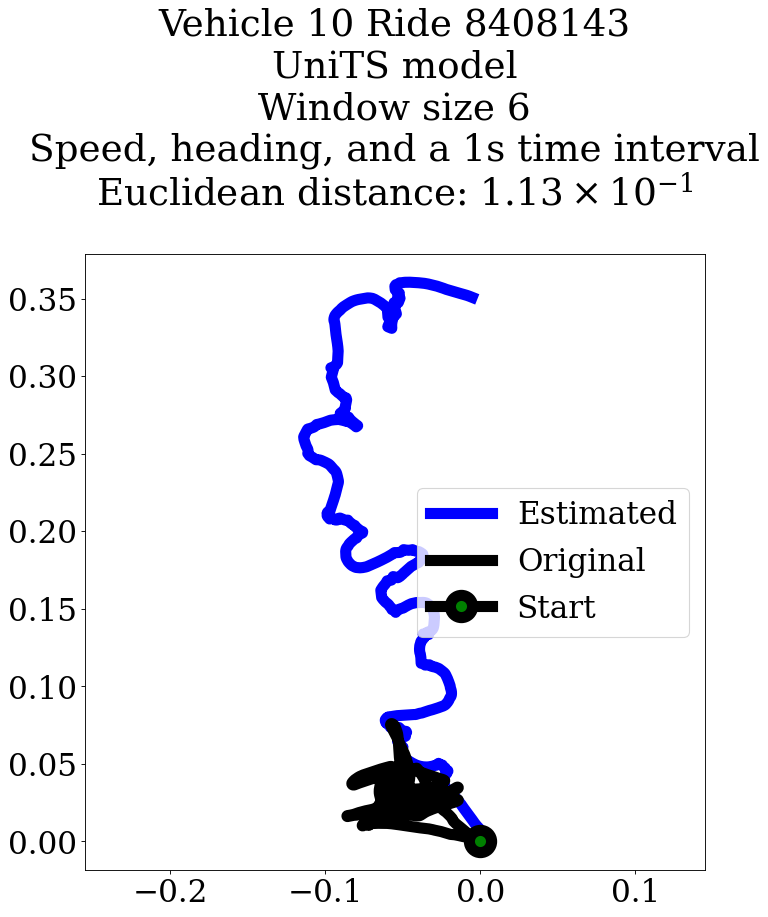 Vehicle 10 Ride 8408143
UniTS model
Window size 6
Speed, heading, and a 1s time interval
Euclidean distance: 1.13 × 10⁻¹
0.35
0.30
0.25
0.20
0.15
0.10
0.05
0.00
Estimated
Original
Start
−0.2 −0.1 0.0 0.1